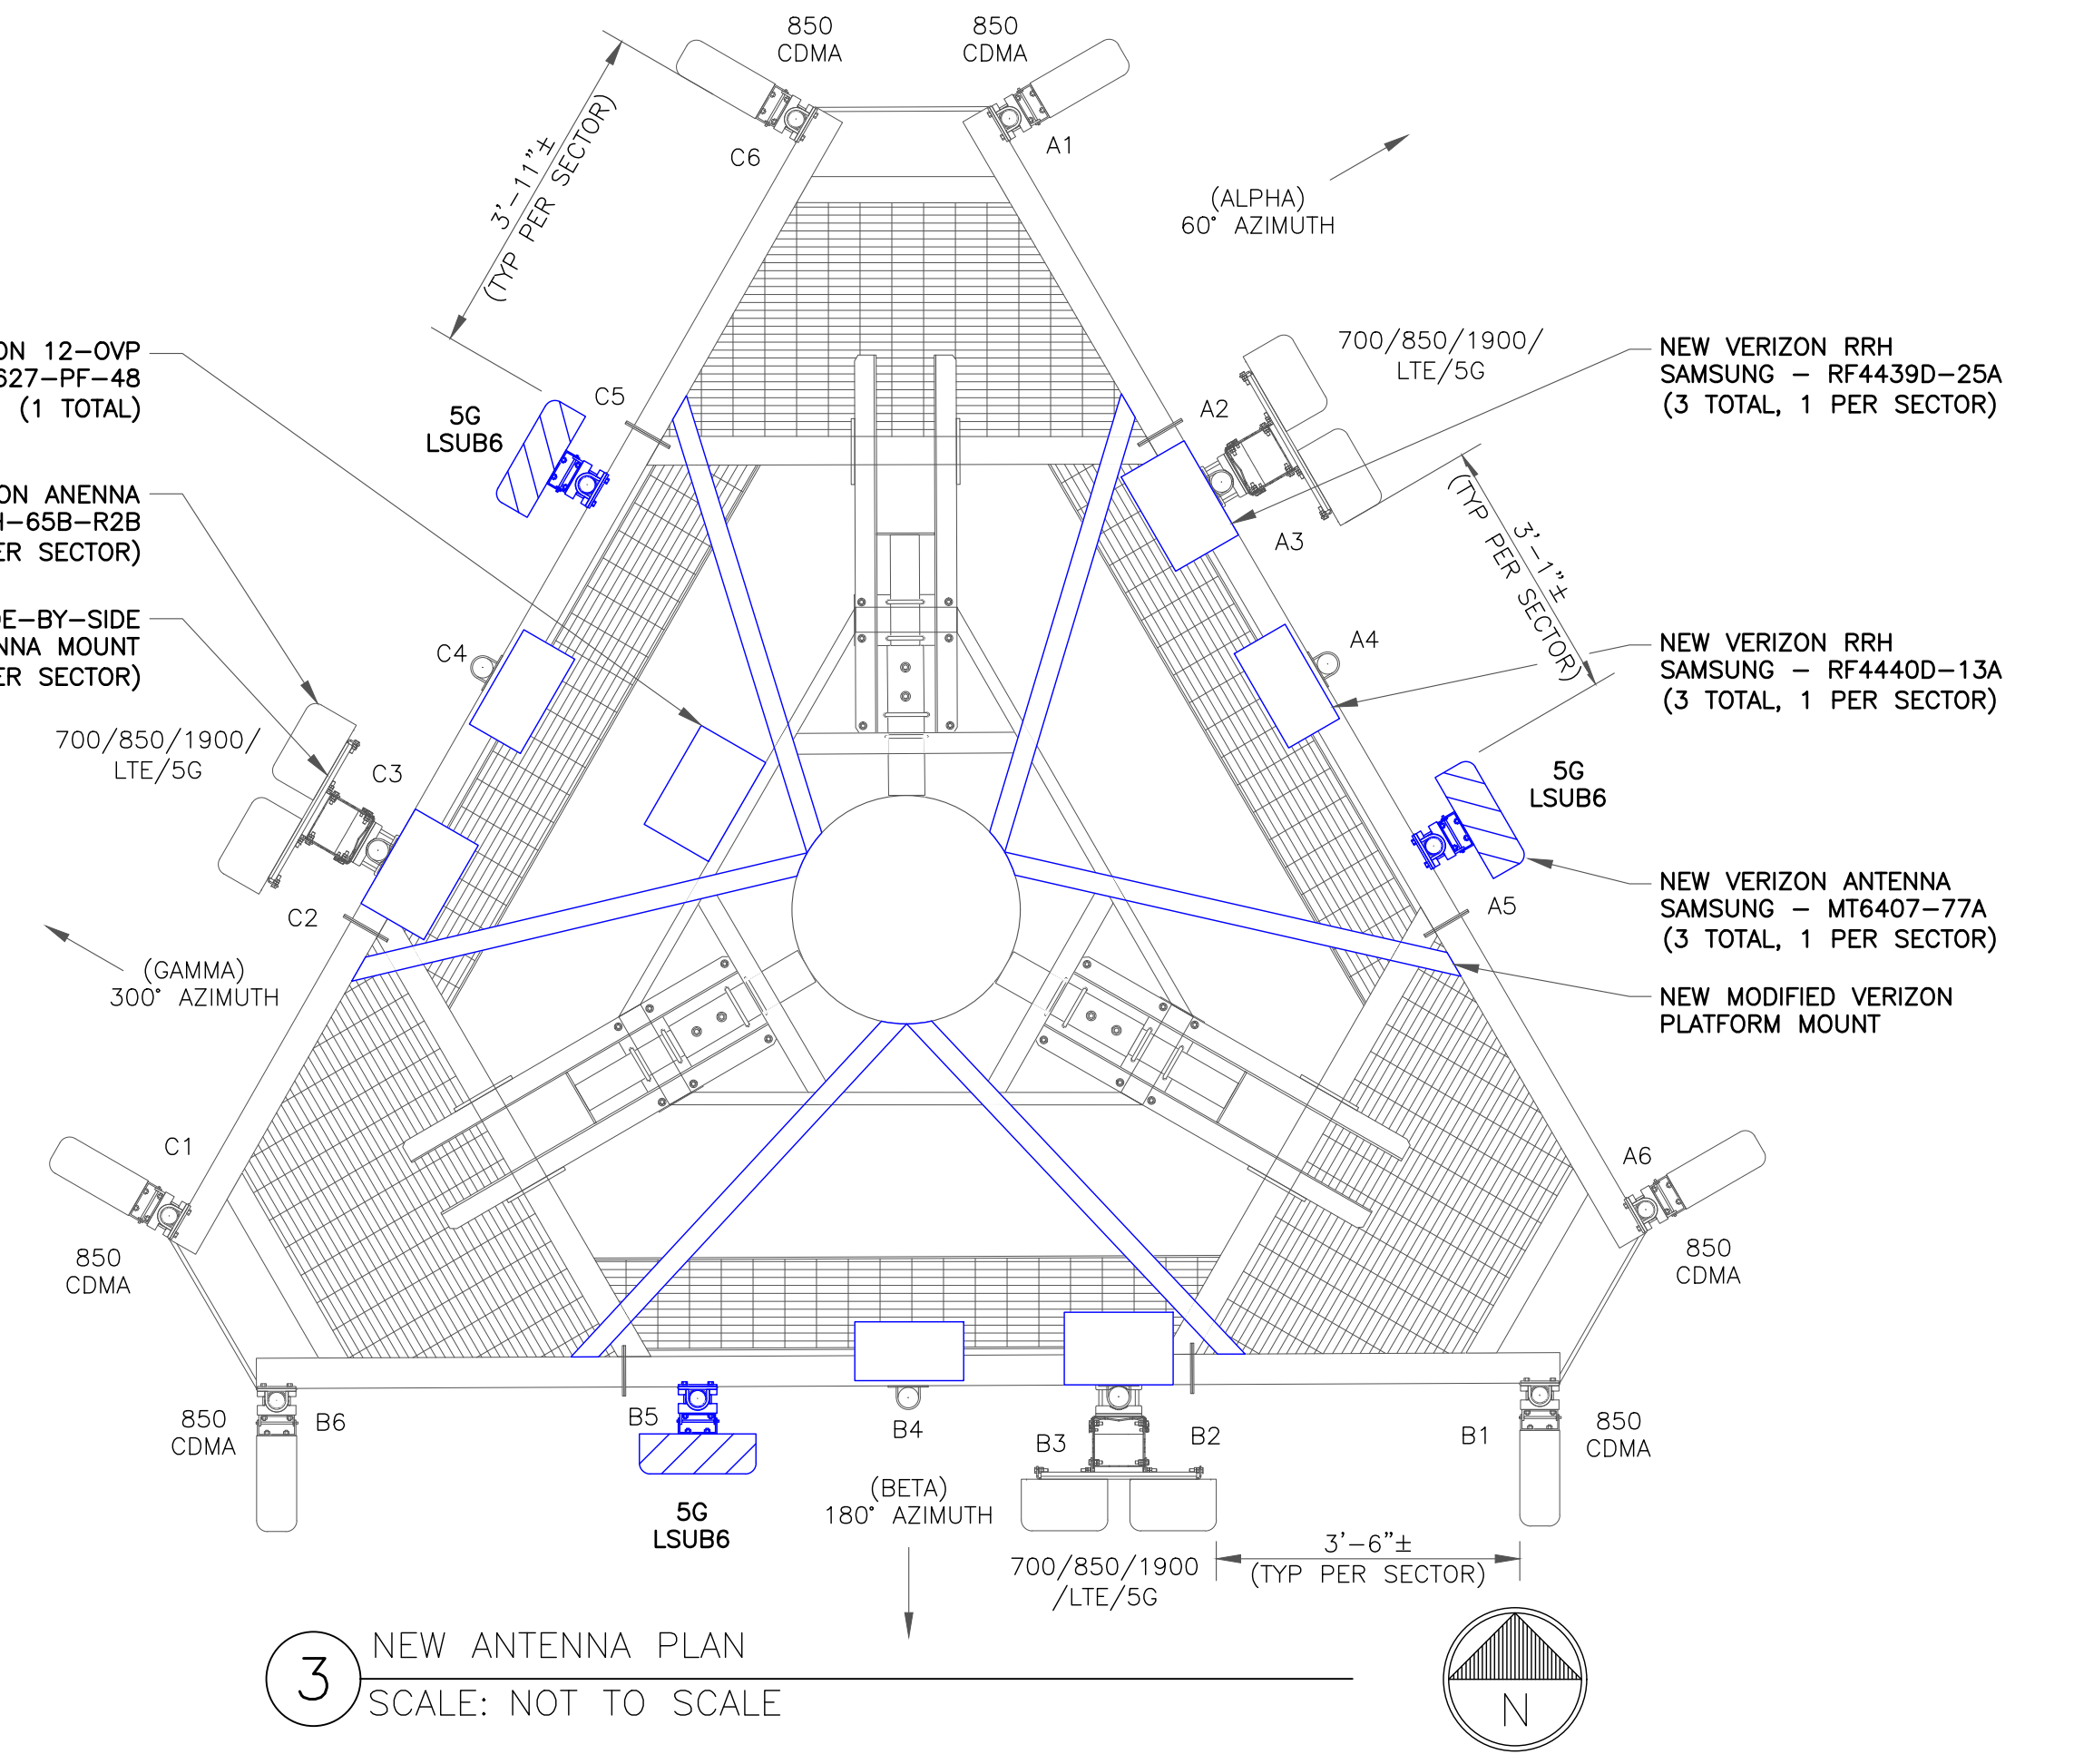 850
CDMA
850
CDMA
C6
A1
3'-11"±
(TYP PER SECTOR)
(ALPHA)
60° AZIMUTH
ON 12-OVP
627-PF-48
(1 TOTAL)
C5
5G
LSUB6
A2
700/850/1900/
LTE/5G
NEW VERIZON RRH
SAMSUNG - RF4439D-25A
(3 TOTAL, 1 PER SECTOR)
ON ANENNA
H-65B-R2B
ER SECTOR)
A3
3'-1"±
(TYP PER SECTOR)
DE-BY-SIDE
NNA MOUNT
ER SECTOR)
C4
A4
NEW VERIZON RRH
SAMSUNG - RF4440D-13A
(3 TOTAL, 1 PER SECTOR)
700/850/1900/
LTE/5G
C3
5G
LSUB6
C2
A5
NEW VERIZON ANTENNA
SAMSUNG - MT6407-77A
(3 TOTAL, 1 PER SECTOR)
(GAMMA)
300° AZIMUTH
NEW MODIFIED VERIZON
PLATFORM MOUNT
C1
A6
850
CDMA
850
CDMA
850
CDMA
B6
B5
B4
B3
B2
B1
850
CDMA
5G
LSUB6
(BETA)
180° AZIMUTH
700/850/1900
/LTE/5G
3'-6"±
(TYP PER SECTOR)
3
NEW ANTENNA PLAN
SCALE: NOT TO SCALE
N